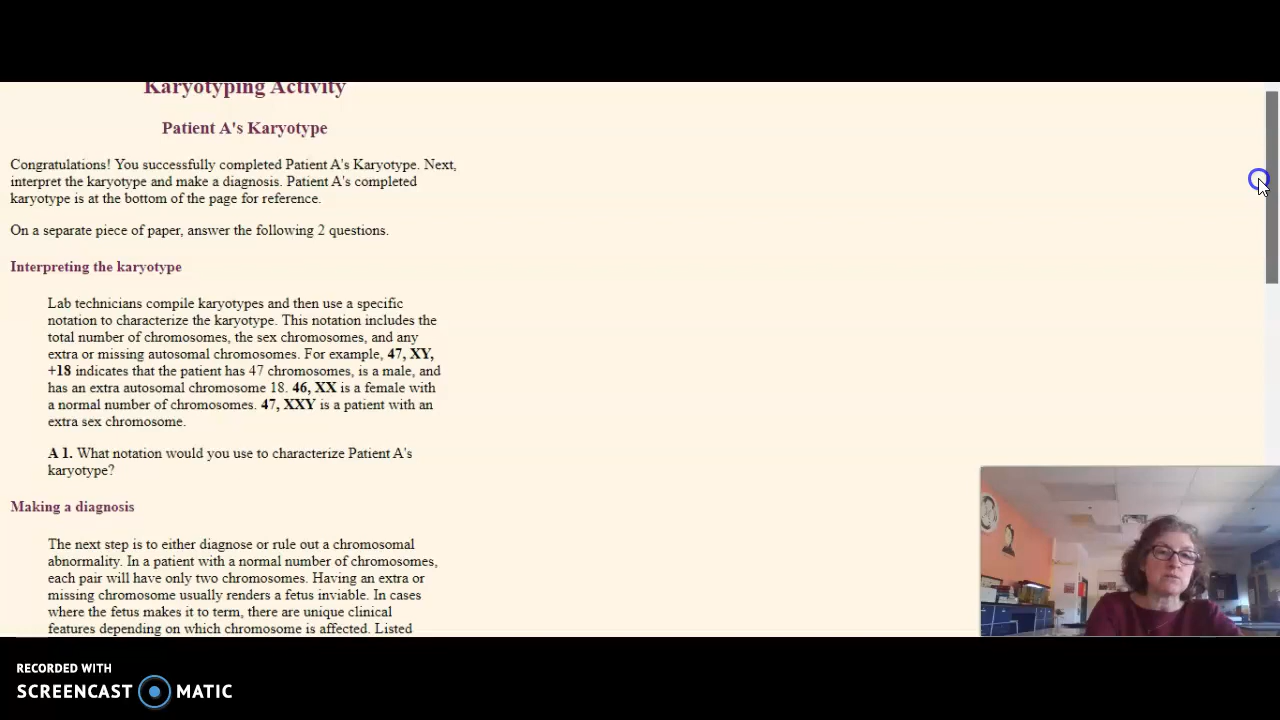 Karyotyping Activity
Patient A's Karyotype
Congratulations! You successfully completed Patient A's Karyotype. Next,
interpret the karyotype and make a diagnosis. Patient A's completed
karyotype is at the bottom of the page for reference.
On a separate piece of paper, answer the following 2 questions.
Interpreting the karyotype
Lab technicians compile karyotypes and then use a specific
notation to characterize the karyotype. This notation includes the
total number of chromosomes, the sex chromosomes, and any
extra or missing autosomal chromosomes. For example, 47, XY,
+18 indicates that the patient has 47 chromosomes, is a male, and
has an extra autosomal chromosome 18. 46, XX is a female with
a normal number of chromosomes. 47, XXY is a patient with an
extra sex chromosome.
A 1. What notation would you use to characterize Patient A's
karyotype?
Making a diagnosis
The next step is to either diagnose or rule out a chromosomal
abnormality. In a patient with a normal number of chromosomes,
each pair will have only two chromosomes. Having an extra or
missing chromosome usually renders a fetus inviable. In cases
where the fetus makes it to term, there are unique clinical
features depending on which chromosome is affected. Listed
RECORDED WITH
SCREENCAST MATIC